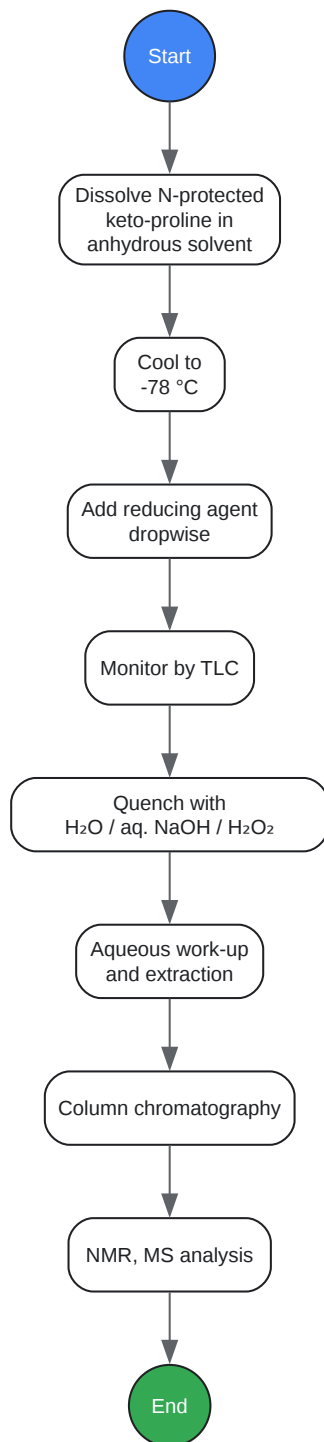 Start
Dissolve N-protected
keto-proline in
anhydrous solvent
Cool to
-78 °C
Add reducing agent
dropwise
Monitor by TLC
Quench with
H₂O / aq. NaOH / H₂O₂
Aqueous work-up
and extraction
Column chromatography
NMR, MS analysis
End